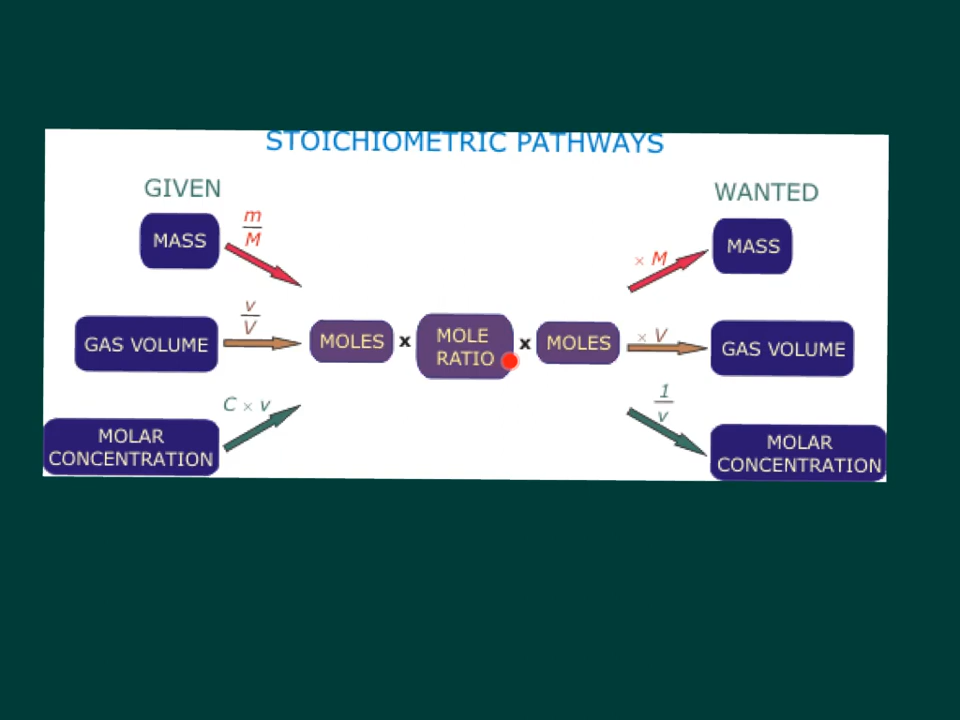 STOICHIOMETRIC PATHWAYS
GIVEN
WANTED
MASS
m
M
× M
MASS
GAS VOLUME
v
V
MOLES
x
MOLE
RATIO
x
MOLES
× V
GAS VOLUME
MOLAR
CONCENTRATION
C × v
1
v
MOLAR
CONCENTRATION